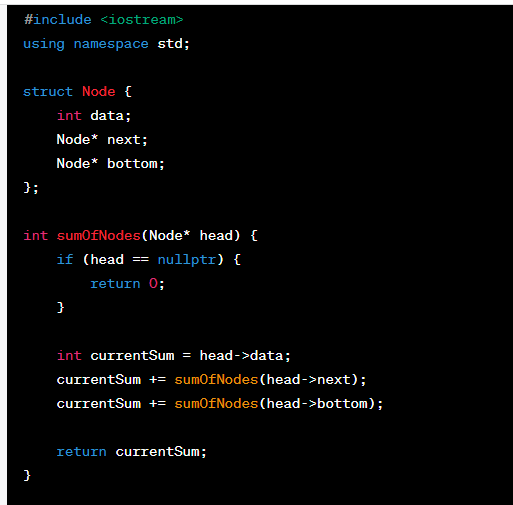 #include <iostream>
using namespace std;
struct Node {
int data;
Node* next;
Node* bottom;
};
int sumOfNodes(Node* head) {
if (head == nullptr) {
return 0;
}
int currentSum = head->data;
currentSum += sumOfNodes(head->next);
currentSum += sumOfNodes(head->bottom);
return currentSum;
}